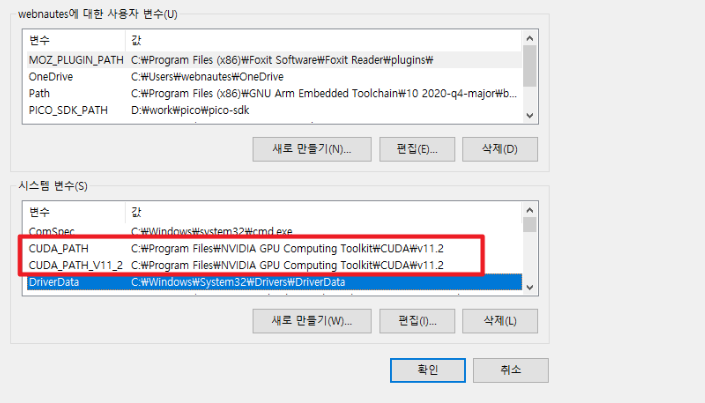 webnautes에 대한 사용자 변수(U)
변수 값
MOZ_PLUGIN_PATH C:₩Program Files (x86)₩Foxit Software₩Foxit Reader₩plugins₩
OneDrive C:₩Users₩webnautes₩OneDrive
Path C:₩Program Files (x86)₩GNU Arm Embedded Toolchain₩10 2020-q4-major₩b...
PICO_SDK_PATH D:₩work₩pico₩pico-sdk
새로 만들기(N)... 편집(E)... 삭제(D)
시스템 변수(S)
변수 값
ComSpec C:₩Windows₩system32₩cmd.exe
CUDA_PATH C:₩Program Files₩NVIDIA GPU Computing Toolkit₩CUDA₩v11.2
CUDA_PATH_V11_2 C:₩Program Files₩NVIDIA GPU Computing Toolkit₩CUDA₩v11.2
DriverData C:₩Windows₩System32₩Drivers₩DriverData
새로 만들기(W)... 편집(I)... 삭제(L)
확인 취소